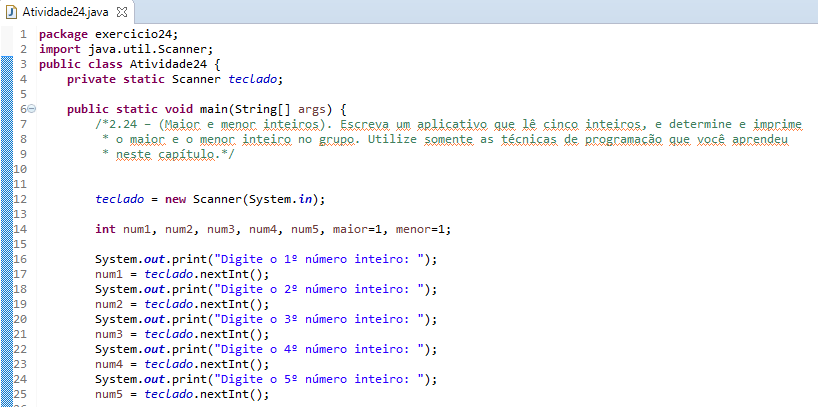 Atividade24.java
1 package exercicio24;
2 import java.util.Scanner;
3 public class Atividade24 {
4 private static Scanner teclado;
5
6 public static void main(String[] args) {
7 /*2.24 – (Maior e menor inteiros). Escreva um aplicativo que lê cinco inteiros, e determine e imprime
8 * o maior e o menor inteiro no grupo. Utilize somente as técnicas de programação que você aprendeu
9 * neste capítulo.*/
10
11
12 teclado = new Scanner(System.in);
13
14 int num1, num2, num3, num4, num5, maior=1, menor=1;
15
16 System.out.print("Digite o 1º número inteiro: ");
17 num1 = teclado.nextInt();
18 System.out.print("Digite o 2º número inteiro: ");
19 num2 = teclado.nextInt();
20 System.out.print("Digite o 3º número inteiro: ");
21 num3 = teclado.nextInt();
22 System.out.print("Digite o 4º número inteiro: ");
23 num4 = teclado.nextInt();
24 System.out.print("Digite o 5º número inteiro: ");
25 num5 = teclado.nextInt();